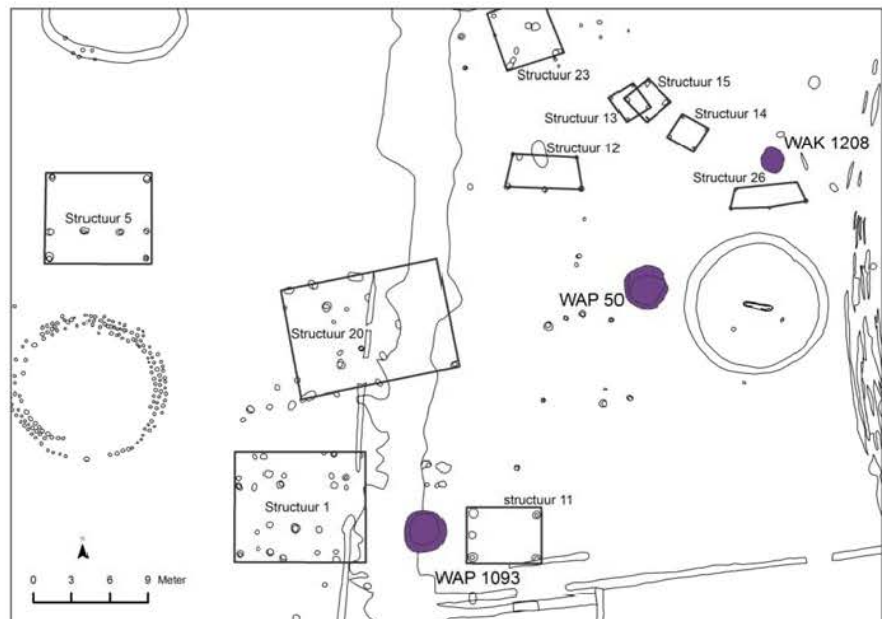 Structuur 23
Structuur 15
Structuur 13
Structuur 14
Structuur 12
WAK 1208
Structuur 26
Structuur 5
WAP 50
Structuur 20
Structuur 1
structuur 11
WAP 1093
0 3 6 9 Meter